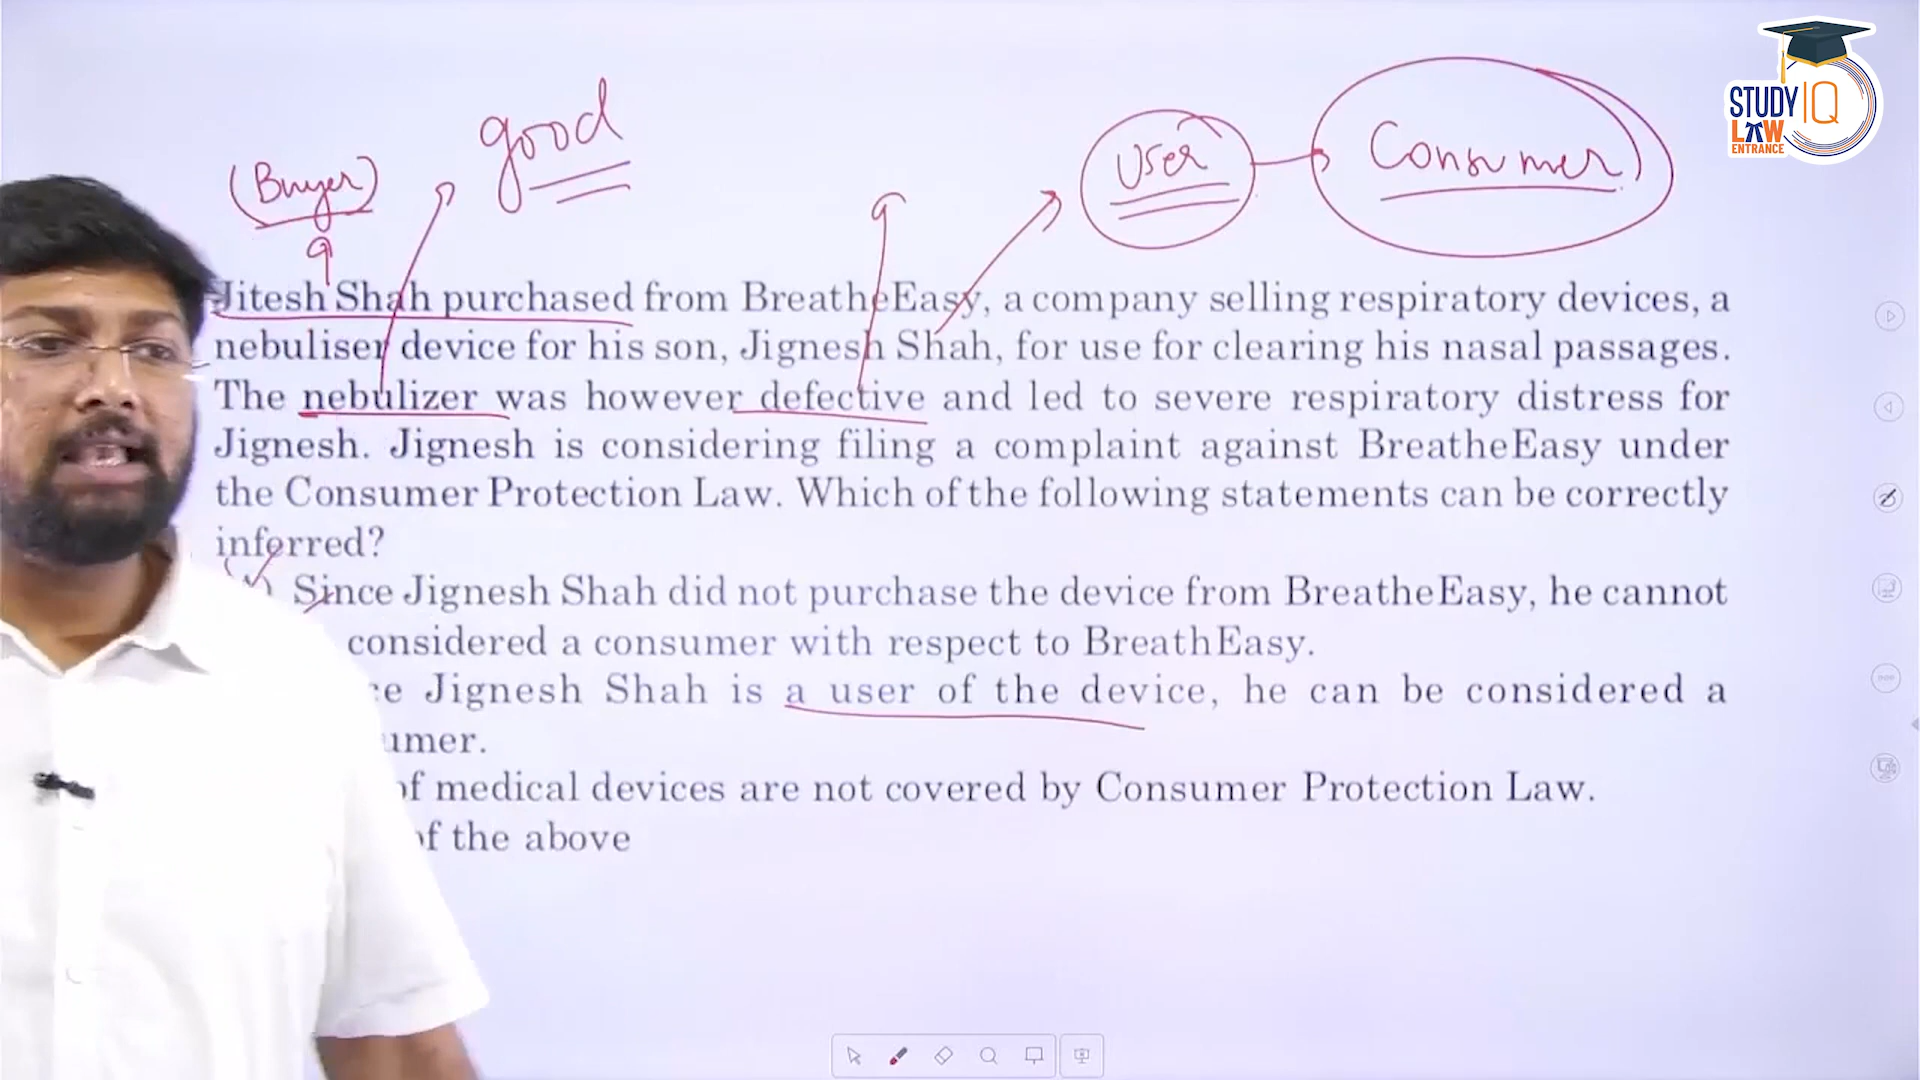 STUDY IQ
LAW
ENTRANCE
good
(Buyer)
User
Consumer
Jitesh Shah purchased from BreatheEasy, a company selling respiratory devices, a
nebuliser device for his son, Jignesh Shah, for use for clearing his nasal passages.
The nebulizer was however defective and led to severe respiratory distress for
Jignesh. Jignesh is considering filing a complaint against BreatheEasy under
the Consumer Protection Law. Which of the following statements can be correctly
inferred?
Since Jignesh Shah did not purchase the device from BreatheEasy, he cannot
considered a consumer with respect to BreathEasy.
Jignesh Shah is a user of the device, he can be considered a
umer.
of medical devices are not covered by Consumer Protection Law.
of the above